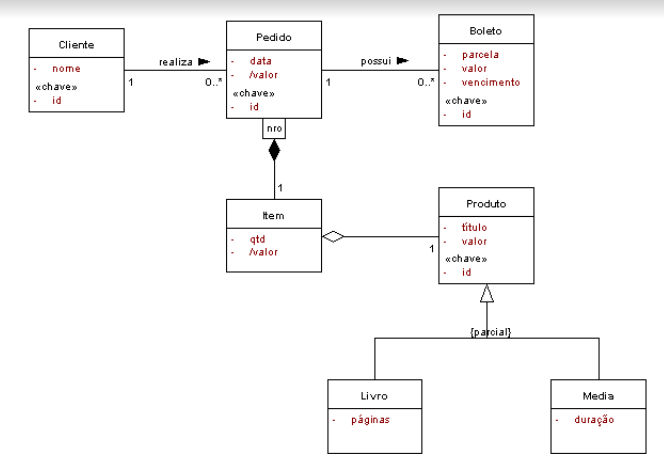 Cliente
- nome
«chave»
- id
realiza
1
0..*
Pedido
- data
- /valor
«chave»
- id
nro
possui
1
0..*
Boleto
- parcela
- valor
- vencimento
«chave»
- id
1
Item
- qtd
- /valor
1
Produto
- título
- valor
«chave»
- id
{parcial}
Livro
- páginas
Media
- duração